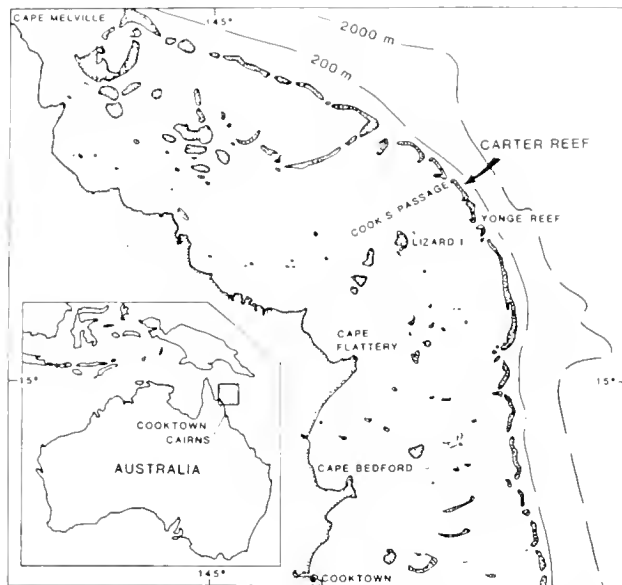 CAPE MELVILLE
145°
2000 m
200 m
CARTER REEF
COOK S PASSAGE
YONGE REEF
LIZARD I
CAPE
FLATTERY
15°
15°
COOKTOWN
CAIRNS
AUSTRALIA
CAPE BEDFORD
COOKTOWN
145°